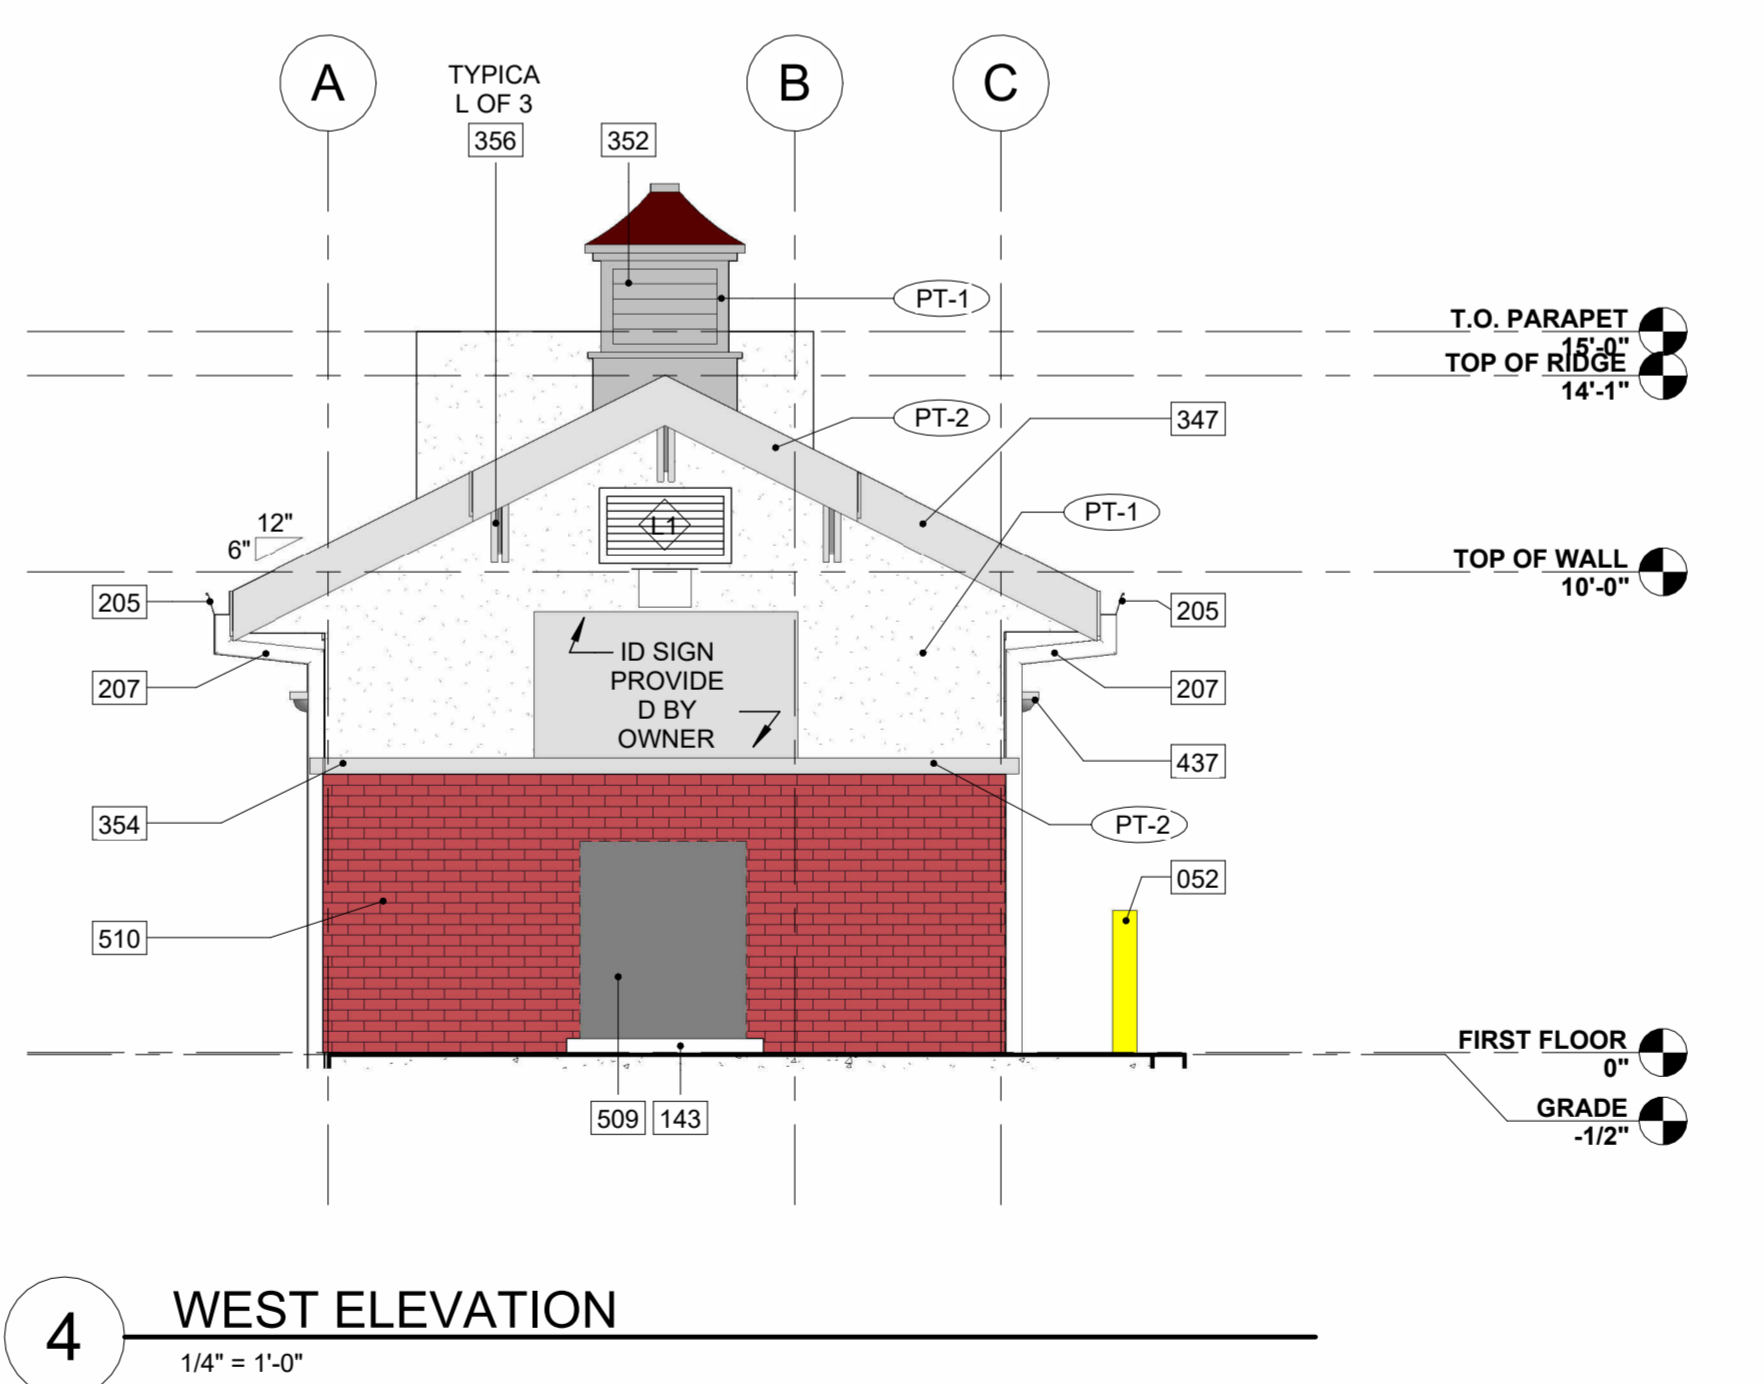 A
B
C
TYPICA
L OF 3
356
352
PT-1
T.O. PARAPET
15'-0"
TOP OF RIDGE
14'-1"
PT-2
347
12"
6"
L1
PT-1
TOP OF WALL
10'-0"
205
205
ID SIGN
PROVIDE
D BY
OWNER
207
207
437
354
PT-2
052
510
FIRST FLOOR
0"
509
143
GRADE
-1/2"
4
WEST ELEVATION
1/4" = 1'-0"